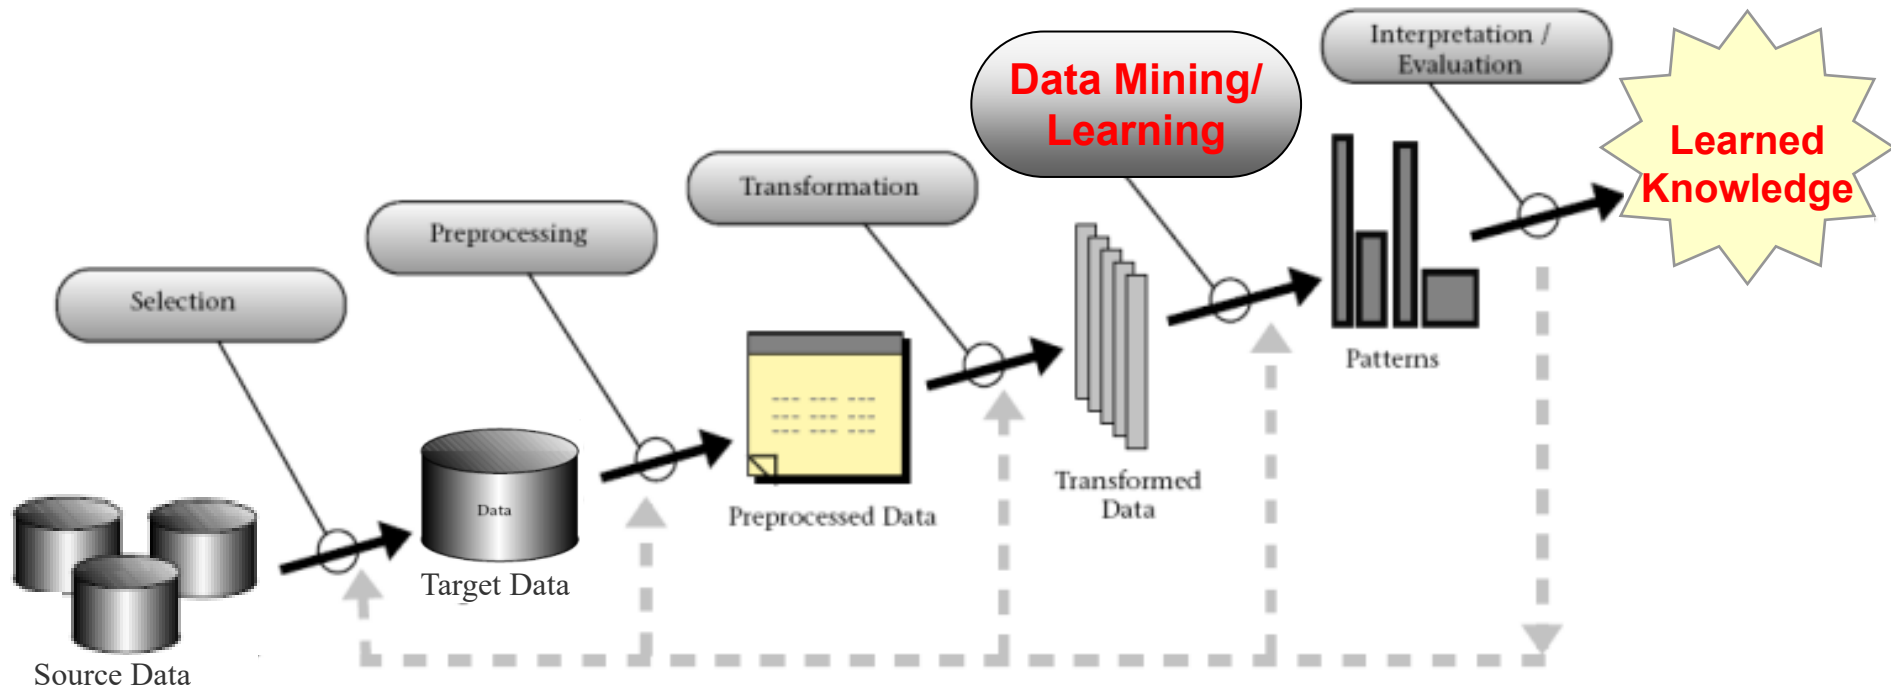 Interpretation /
Evaluation
Data Mining/
Learning
Learned
Knowledge
Transformation
Preprocessing
Selection
Patterns
Transformed
Data
Preprocessed Data
Data
Target Data
Source Data